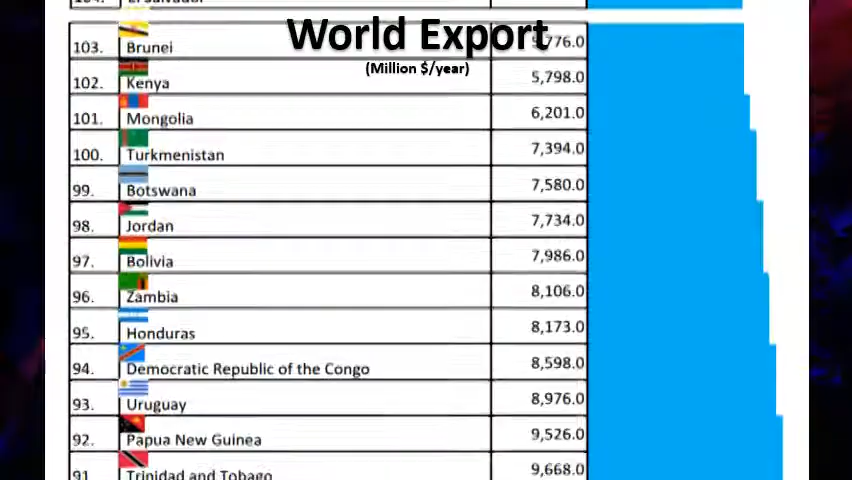 World Export
(Million $/year)
103. Brunei
102. Kenya 5,798.0
101. Mongolia 6,201.0
100. Turkmenistan 7,394.0
99. Botswana 7,580.0
98. Jordan 7,734.0
97. Bolivia 7,986.0
96. Zambia 8,106.0
95. Honduras 8,173.0
94. Democratic Republic of the Congo 8,598.0
93. Uruguay 8,976.0
92. Papua New Guinea 9,526.0
91 Trinidad and Tobago 9,668.0